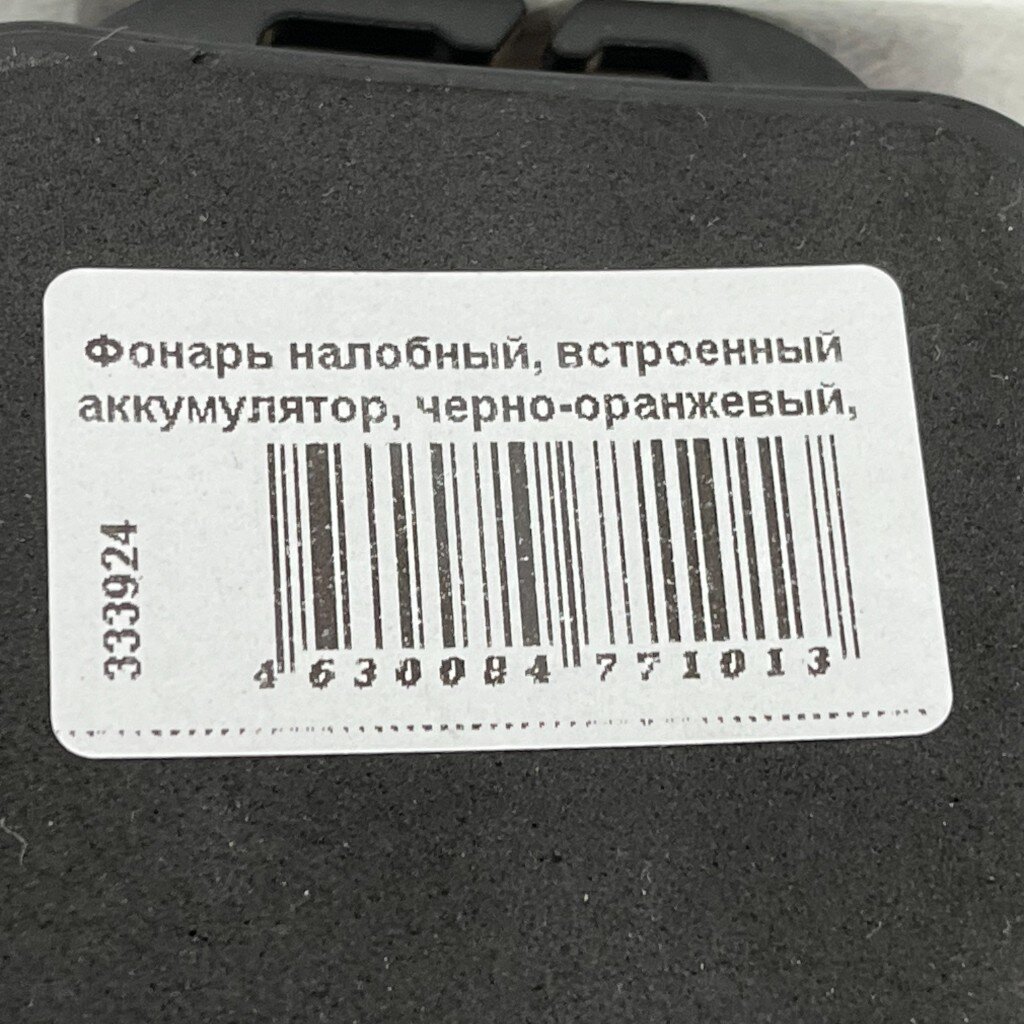 Фонарь налобный, встроенный
аккумулятор, черно-оранжевый,
333924
4 630084 771013